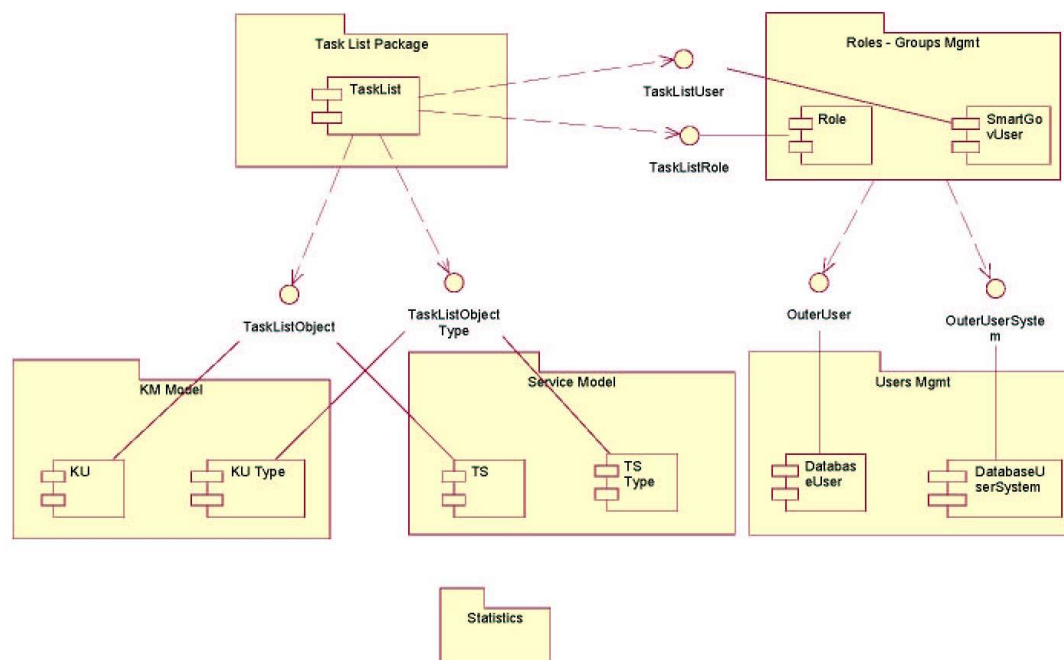 Task List Package
Roles - Groups Mgmt
TaskList
TaskListUser
Role
SmartGo
vUser
TaskListRole
TaskListObject
TaskListObject
Type
OuterUser
OuterUserSyste
m
KM Model
Service Model
Users Mgmt
KU
KU Type
TS
TS
Type
Databas
eUser
DatabaseU
serSystem
Statistics